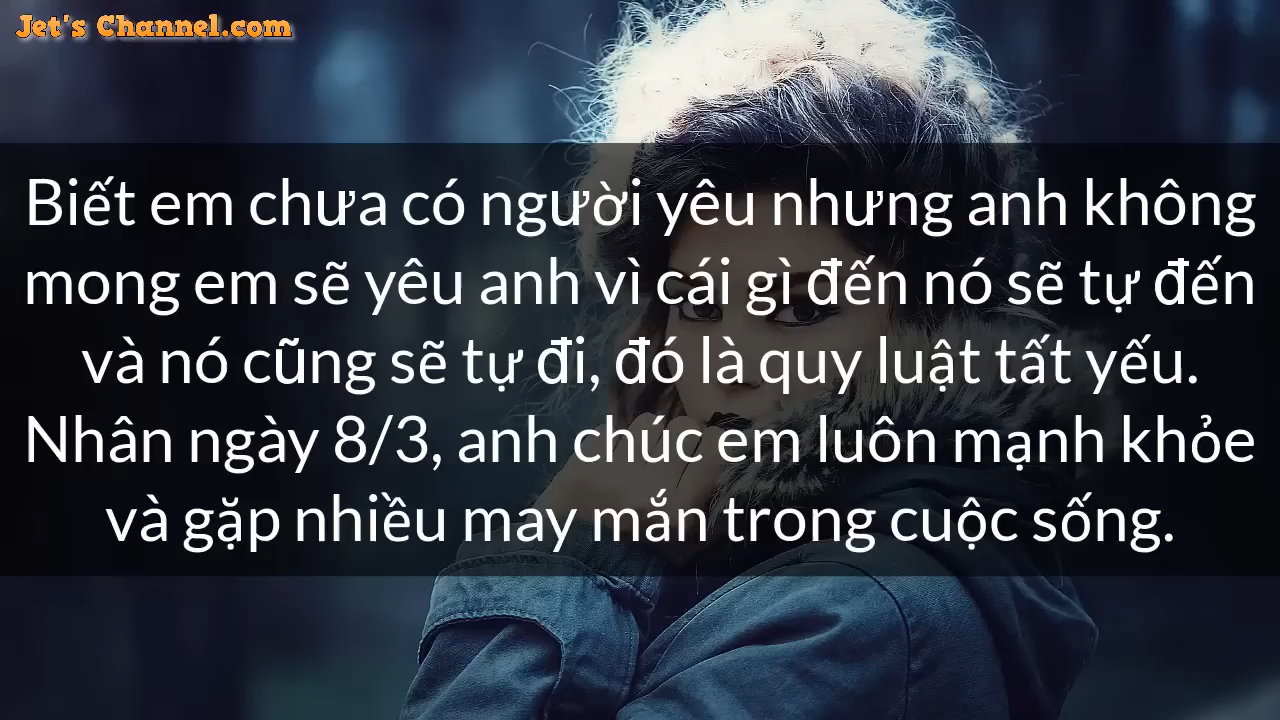 Jet's Channel.com
Biết em chưa có người yêu nhưng anh không
mong em sẽ yêu anh vì cái gì đến nó sẽ tự đến
và nó cũng sẽ tự đi, đó là quy luật tất yếu.
Nhân ngày 8/3, anh chúc em luôn mạnh khỏe
và gặp nhiều may mắn trong cuộc sống.